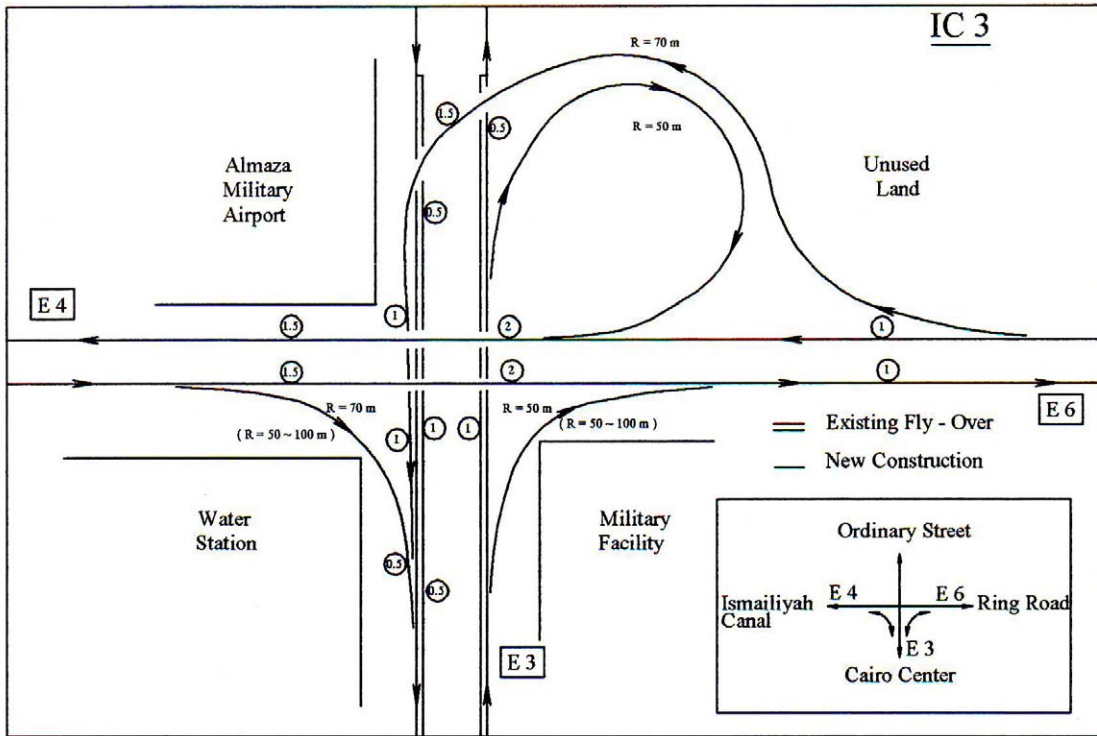 IC 3
R = 70 m
1.5
0.5
R = 50 m
Almaza
Military
Airport
Unused
Land
0.5
E 4
1.5
1
2
1
1.5
2
1
E 6
R = 70 m
( R = 50 ~ 100 m )
R = 50 m
( R = 50 ~ 100 m )
1
1
1
Existing Fly - Over
New Construction
Water
Station
Military
Facility
0.5
0.5
E 3
Ordinary Street
E 4
E 6
Ismailiyah
Canal
Ring Road
E 3
Cairo Center